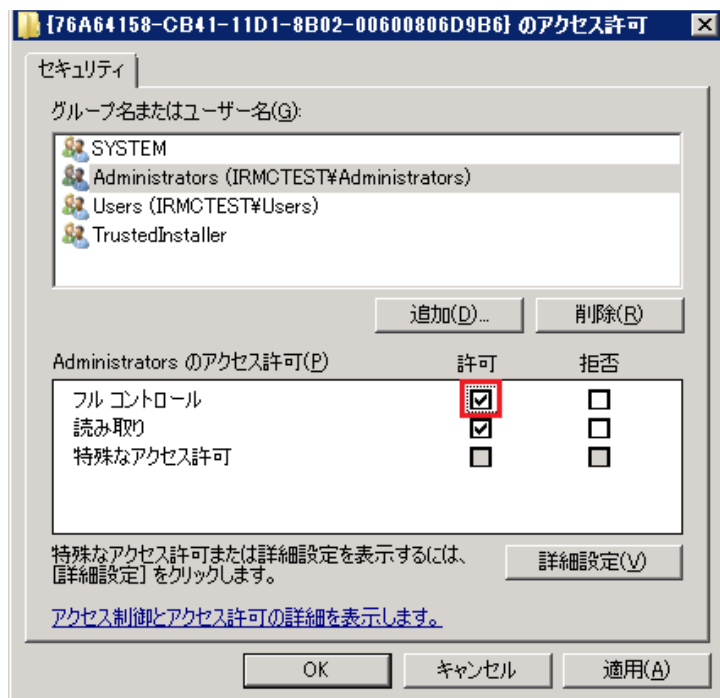 {76A64158-CB41-11D1-8B02-00600806D9B6} のアクセス許可
セキュリティ
グループ名またはユーザー名(G):
SYSTEM
Administrators (IRMCTEST¥Administrators)
Users (IRMCTEST¥Users)
TrustedInstaller
追加(D)... 削除(R)
Administrators のアクセス許可(P) 許可 拒否
フル コントロール
読み取り
特殊なアクセス許可
特殊なアクセス許可または詳細設定を表示するには、 詳細設定(V)
[詳細設定] をクリックします。
アクセス制御とアクセス許可の詳細を表示します。
OK キャンセル 適用(A)